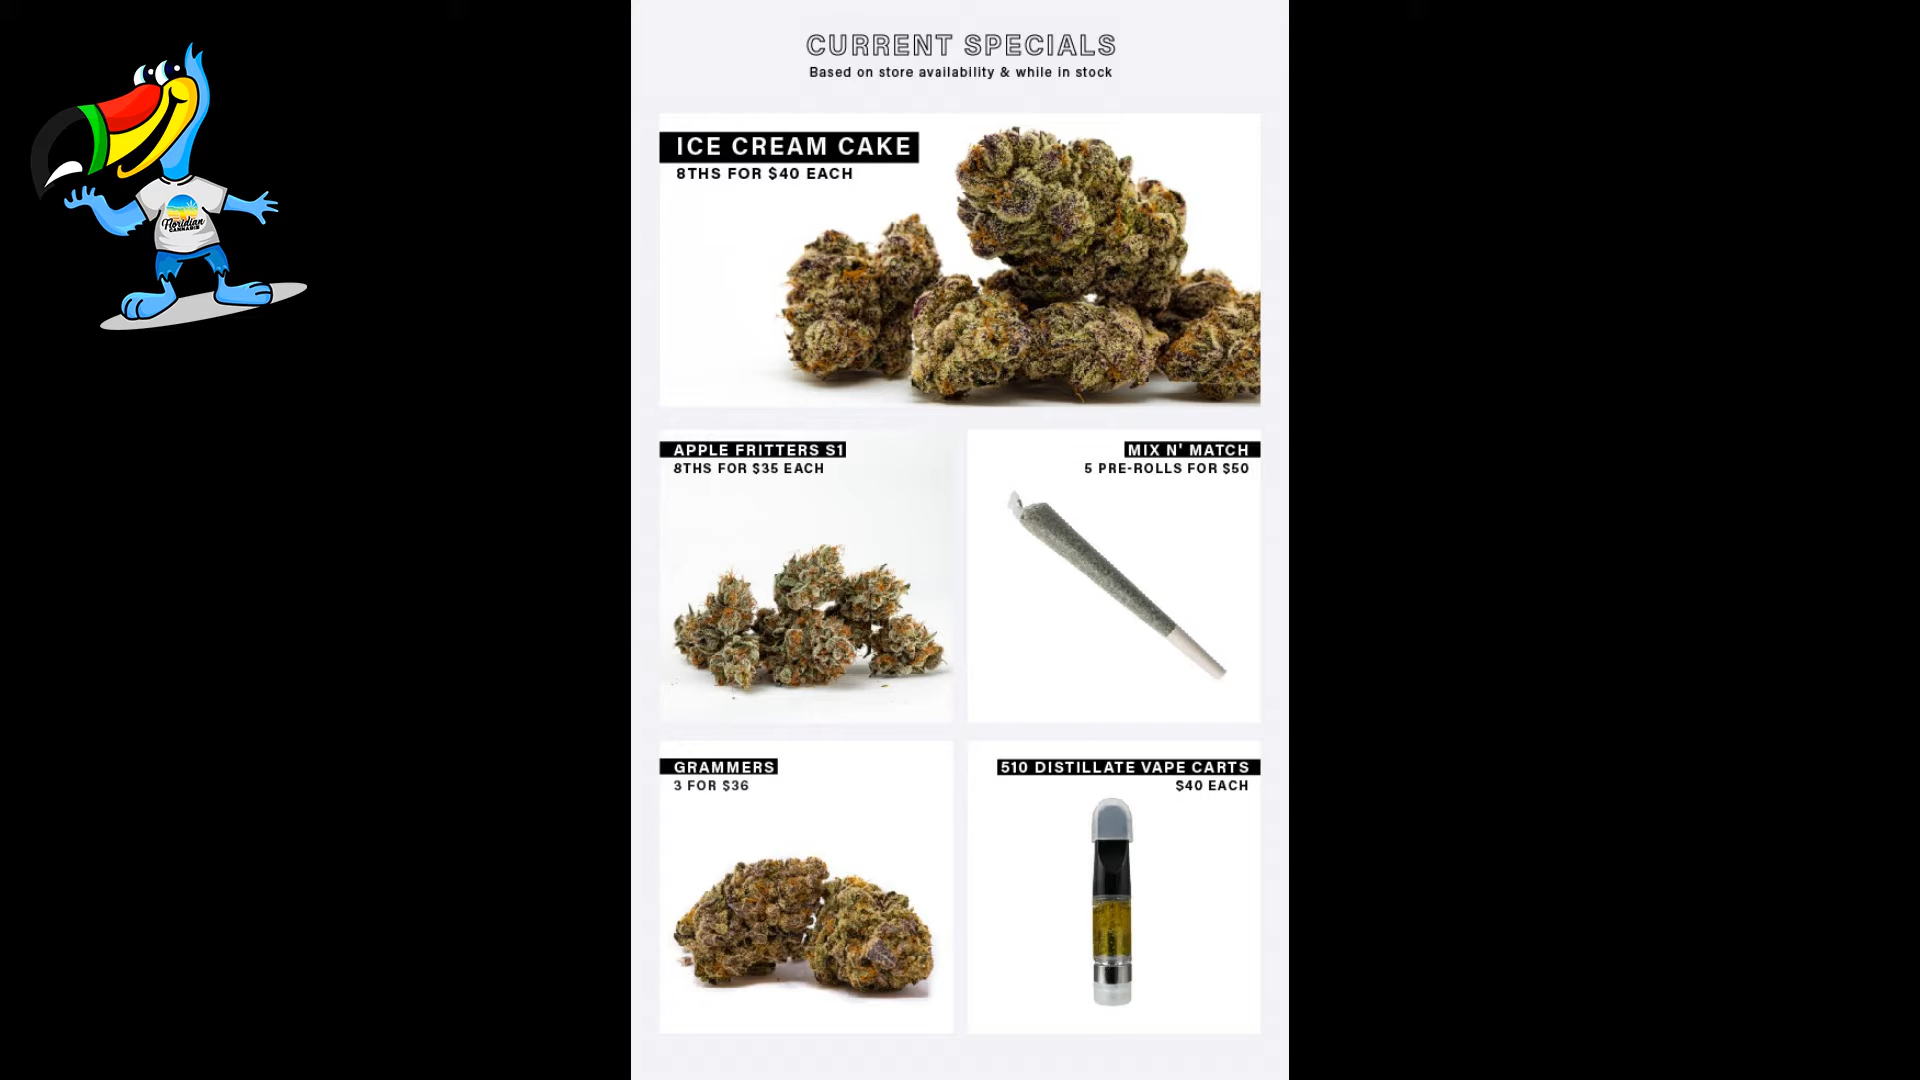 CURRENT SPECIALS
Based on store availability & while in stock
Floridian
CANNABIS
ICE CREAM CAKE
8THS FOR $40 EACH
APPLE FRITTERS S1
8THS FOR $35 EACH
MIX N' MATCH
5 PRE-ROLLS FOR $50
GRAMMERS
3 FOR $36
510 DISTILLATE VAPE CARTS
$40 EACH